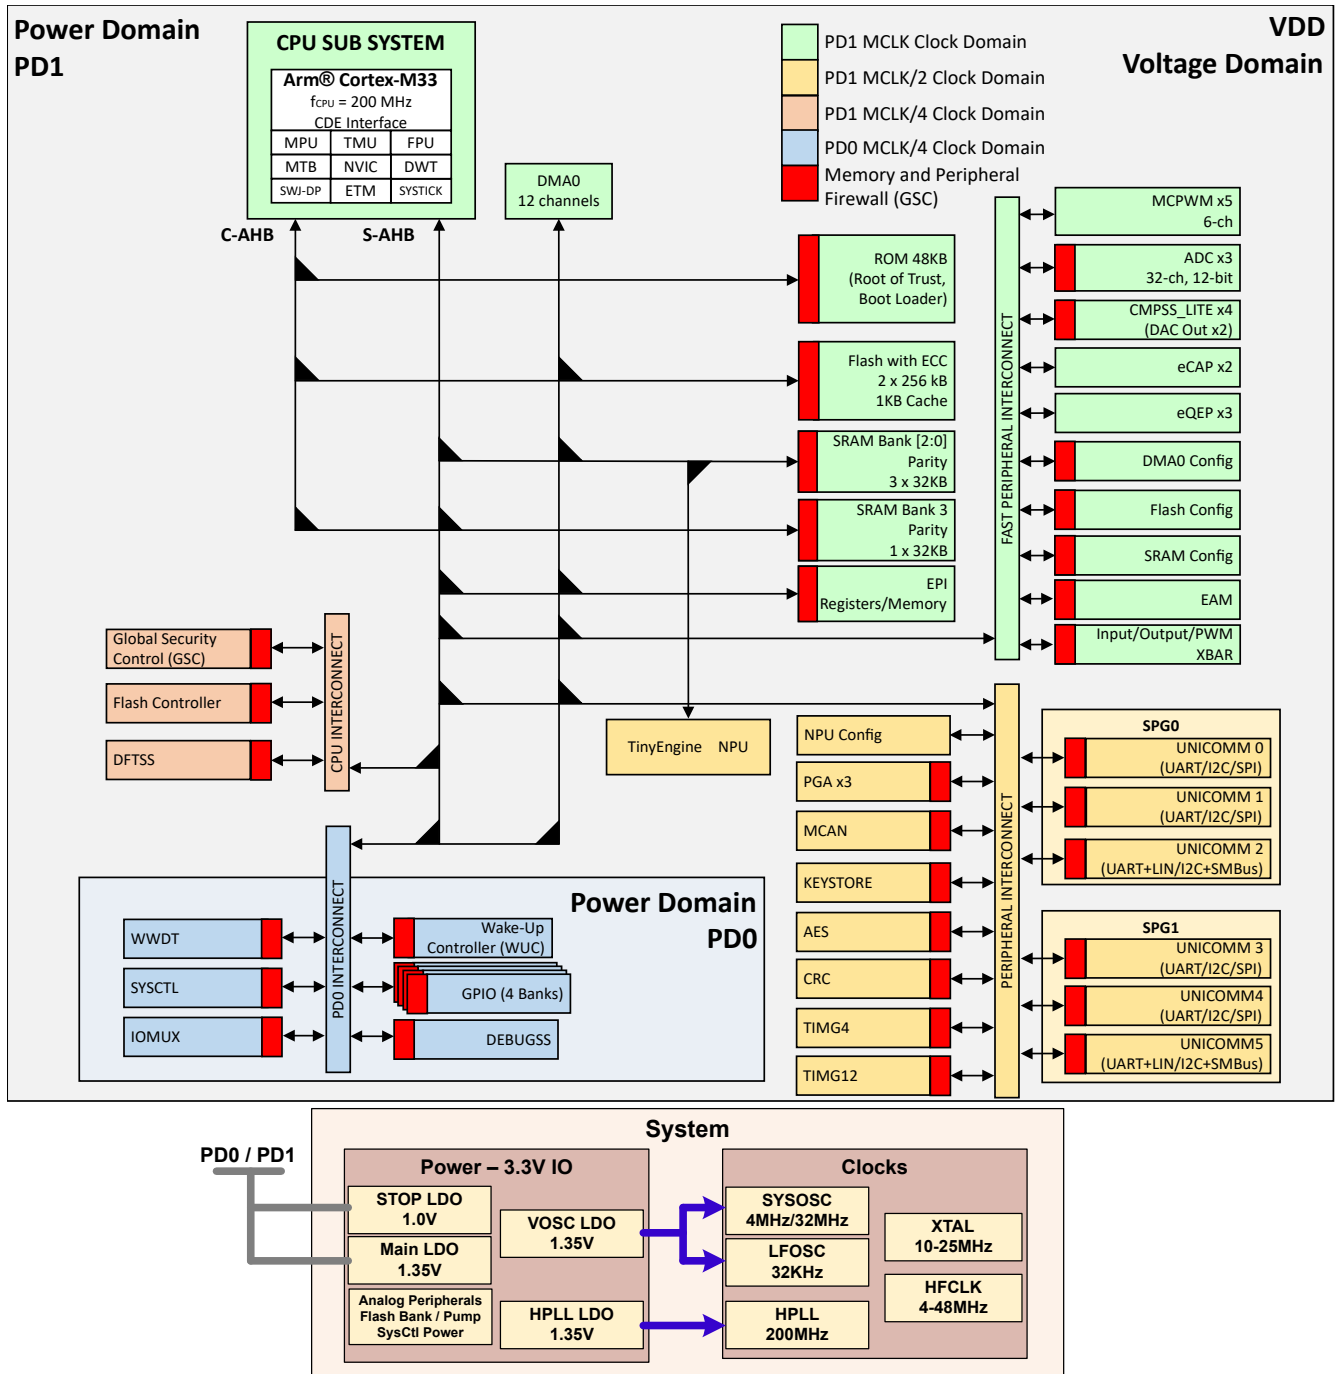 Power Domain
PD1
VDD
Voltage Domain
CPU SUB SYSTEM
Arm® Cortex-M33
fCPU = 200 MHz
CDE Interface
MPU TMU FPU
MTB NVIC DWT
SWJ-DP ETM SYSTICK
C-AHB S-AHB
DMA0
12 channels
PD1 MCLK Clock Domain
PD1 MCLK/2 Clock Domain
PD1 MCLK/4 Clock Domain
PD0 MCLK/4 Clock Domain
Memory and Peripheral
Firewall (GSC)
ROM 48KB
(Root of Trust,
Boot Loader)
Flash with ECC
2 x 256 kB
1KB Cache
SRAM Bank [2:0]
Parity
3 x 32KB
SRAM Bank 3
Parity
1 x 32KB
EPI
Registers/Memory
FAST PERIPHERAL INTERCONNECT
MCPWM x5
6-ch
ADC x3
32-ch, 12-bit
CMPSS_LITE x4
(DAC Out x2)
eCAP x2
eQEP x3
DMA0 Config
Flash Config
SRAM Config
EAM
Input/Output/PWM
XBAR
Global Security
Control (GSC)
Flash Controller
DFTSS
CPU INTERCONNECT
TinyEngine NPU
NPU Config
PGA x3
MCAN
KEYSTORE
AES
CRC
TIMG4
TIMG12
PERIPHERAL INTERCONNECT
SPG0
UNICOMM 0
(UART/I2C/SPI)
UNICOMM 1
(UART/I2C/SPI)
UNICOMM 2
(UART+LIN/I2C+SMBus)
SPG1
UNICOMM 3
(UART/I2C/SPI)
UNICOMM4
(UART/I2C/SPI)
UNICOMM5
(UART+LIN/I2C+SMBus)
Power Domain
PD0
PD0 INTERCONNECT
WWDT
SYSCTL
IOMUX
Wake-Up
Controller (WUC)
GPIO (4 Banks)
DEBUGSS
System
PD0 / PD1
Power – 3.3V IO
STOP LDO
1.0V
Main LDO
1.35V
Analog Peripherals
Flash Bank / Pump
SysCtl Power
VOSC LDO
1.35V
HPLL LDO
1.35V
Clocks
SYSOSC
4MHz/32MHz
LFOSC
32KHz
HPLL
200MHz
XTAL
10-25MHz
HFCLK
4-48MHz